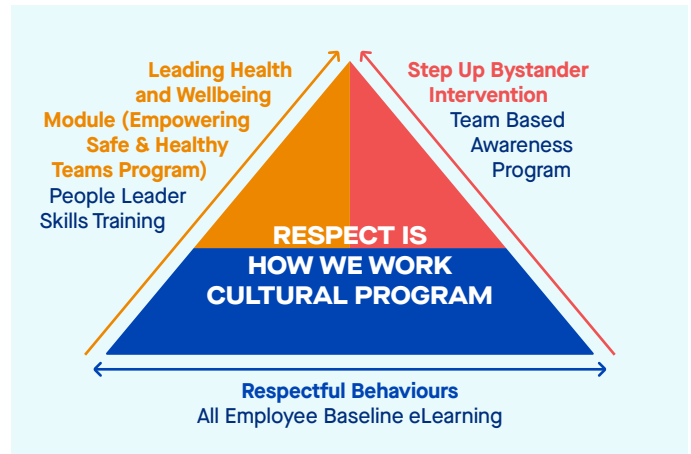 Leading Health
and Wellbeing
Module (Empowering
Safe & Healthy
Teams Program)
People Leader
Skills Training
Step Up Bystander
Intervention
Team Based
Awareness
Program
RESPECT IS
HOW WE WORK
CULTURAL PROGRAM
Respectful Behaviours
All Employee Baseline eLearning